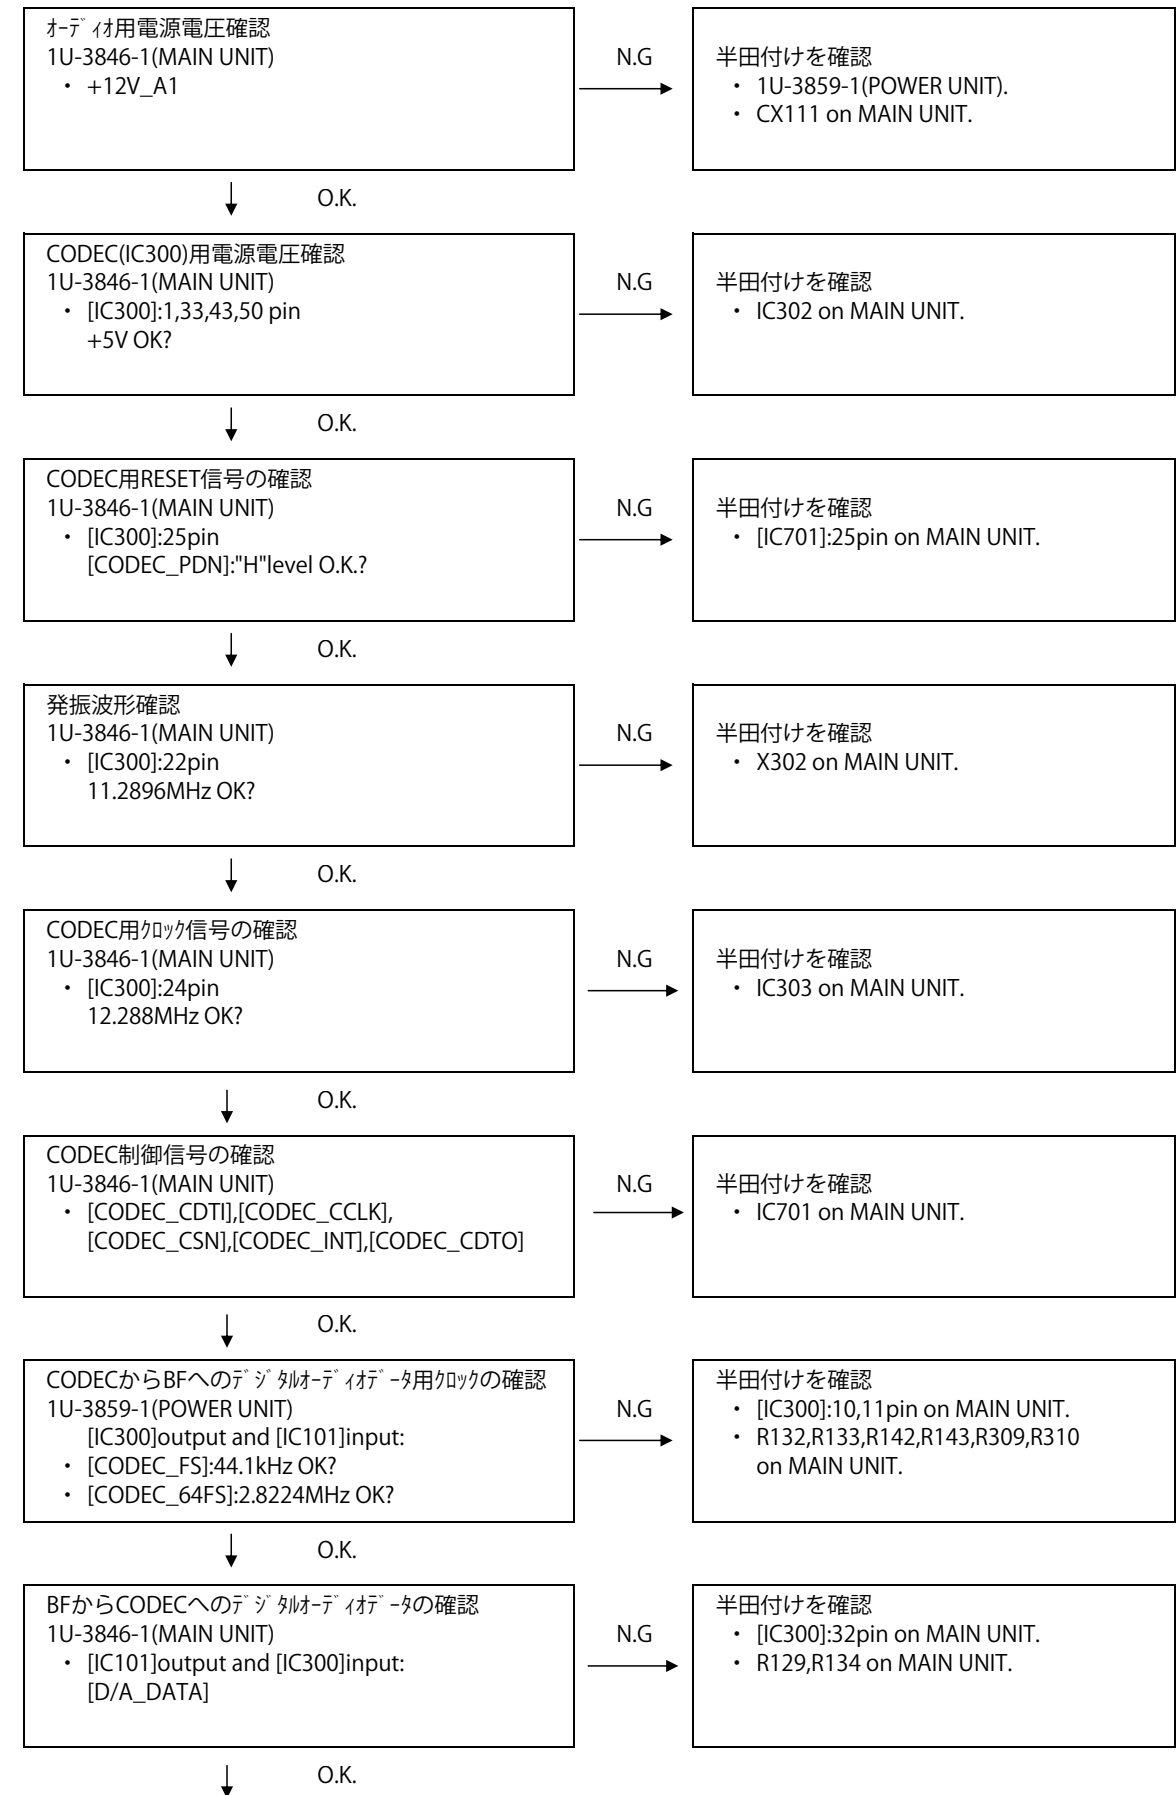 ｵｰﾃﾞｨｵ用電源電圧確認
1U-3846-1(MAIN UNIT)
・ +12V_A1
N.G
半田付けを確認
・ 1U-3859-1(POWER UNIT).
・ CX111 on MAIN UNIT.
O.K.
CODEC(IC300)用電源電圧確認
1U-3846-1(MAIN UNIT)
・ [IC300]:1,33,43,50 pin
+5V OK?
N.G
半田付けを確認
・ IC302 on MAIN UNIT.
O.K.
CODEC用RESET信号の確認
1U-3846-1(MAIN UNIT)
・ [IC300]:25pin
[CODEC_PDN]:"H"level O.K.?
N.G
半田付けを確認
・ [IC701]:25pin on MAIN UNIT.
O.K.
発振波形確認
1U-3846-1(MAIN UNIT)
・ [IC300]:22pin
11.2896MHz OK?
N.G
半田付けを確認
・ X302 on MAIN UNIT.
O.K.
CODEC用ｸﾛｯｸ信号の確認
1U-3846-1(MAIN UNIT)
・ [IC300]:24pin
12.288MHz OK?
N.G
半田付けを確認
・ IC303 on MAIN UNIT.
O.K.
CODEC制御信号の確認
1U-3846-1(MAIN UNIT)
・ [CODEC_CDTI],[CODEC_CCLK],
[CODEC_CSN],[CODEC_INT],[CODEC_CDTO]
N.G
半田付けを確認
・ IC701 on MAIN UNIT.
O.K.
CODECからBFへのﾃﾞｼﾞﾀﾙｵｰﾃﾞｨｵﾃﾞｰﾀ用ｸﾛｯｸの確認
1U-3859-1(POWER UNIT)
[IC300]output and [IC101]input:
・ [CODEC_FS]:44.1kHz OK?
・ [CODEC_64FS]:2.8224MHz OK?
N.G
半田付けを確認
・ [IC300]:10,11pin on MAIN UNIT.
・ R132,R133,R142,R143,R309,R310
on MAIN UNIT.
O.K.
BFからCODECへのﾃﾞｼﾞﾀﾙｵｰﾃﾞｨｵﾃﾞｰﾀの確認
1U-3846-1(MAIN UNIT)
・ [IC101]output and [IC300]input:
[D/A_DATA]
N.G
半田付けを確認
・ [IC300]:32pin on MAIN UNIT.
・ R129,R134 on MAIN UNIT.
O.K.